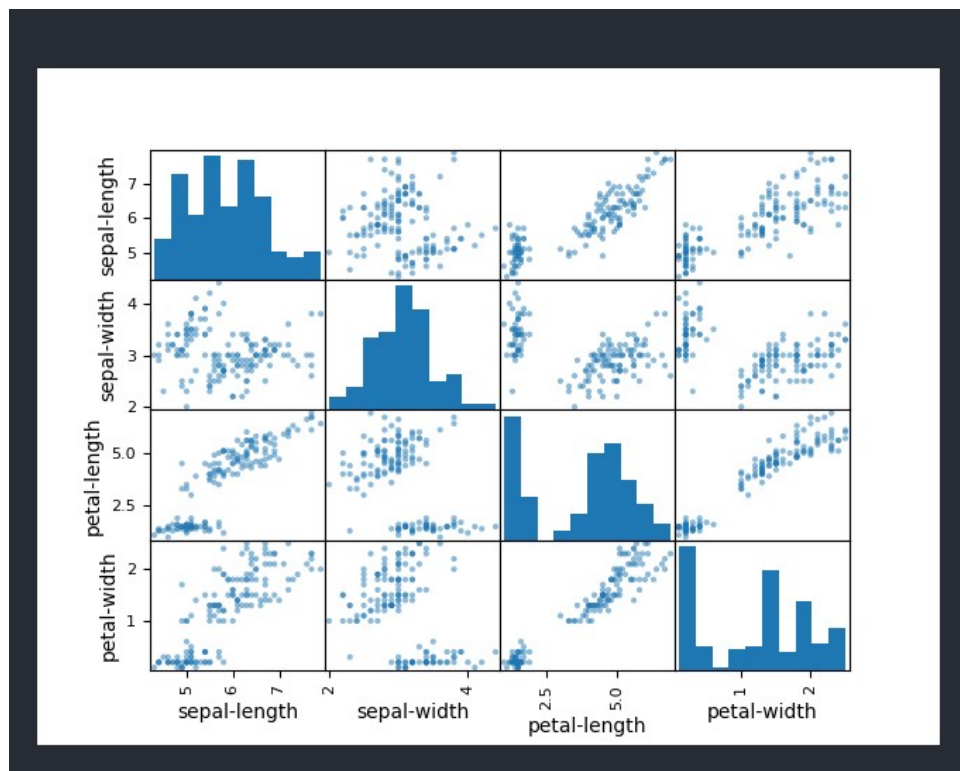 sepal-length
7
6
5
sepal-width
4
3
2
petal-length
5.0
2.5
petal-width
2
1
5 6 7 2 4 2.5 5.0 1 2
sepal-length sepal-width petal-length petal-width